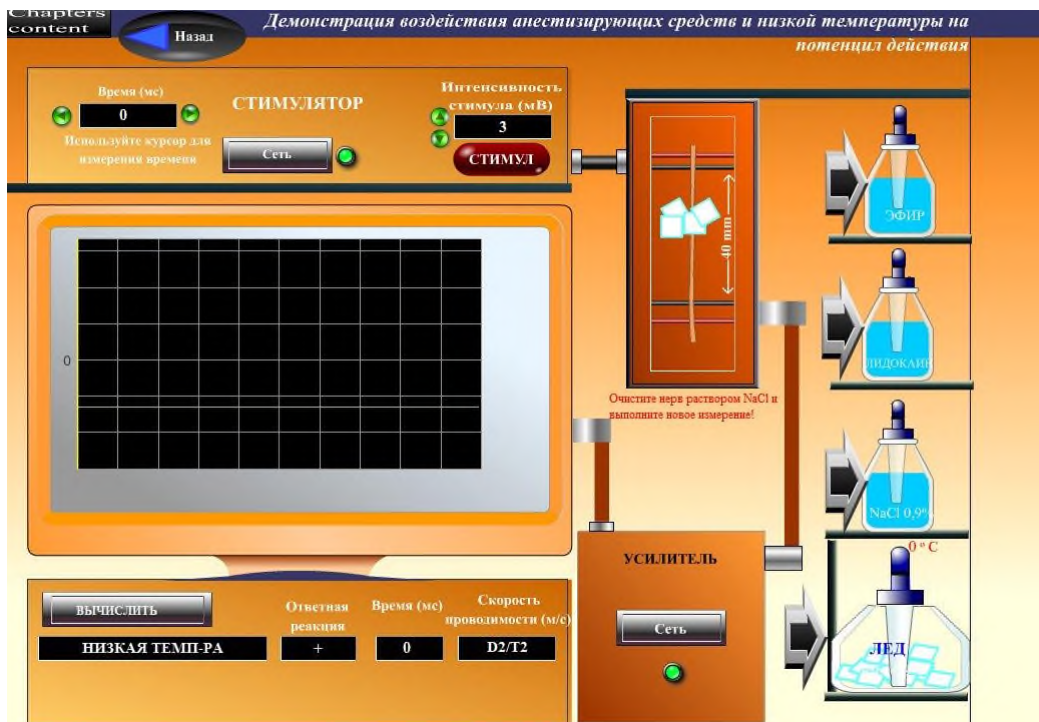 Chapters
content
Назад
Демонстрация воздействия анестизирующих средств и низкой температуры на
потенцил действия
Время (мс)
0
Используйте курсор для
измерения времени
СТИМУЛЯТОР
Сеть
Интенсивность
стимула (мВ)
3
СТИМУЛ
0
40 mm
Очистите нерв раствором NaCl и
выполните новое измерение!
ЭФИР
ЛИДОКАИН
NaCl 0,9%
0 º C
ЛЕД
УСИЛИТЕЛЬ
Сеть
ВЫЧИСЛИТЬ
Ответная
реакция
Время (мс)
Скорость
проводимости (м/с)
НИЗКАЯ ТЕМП-РА
+
0
D2/T2